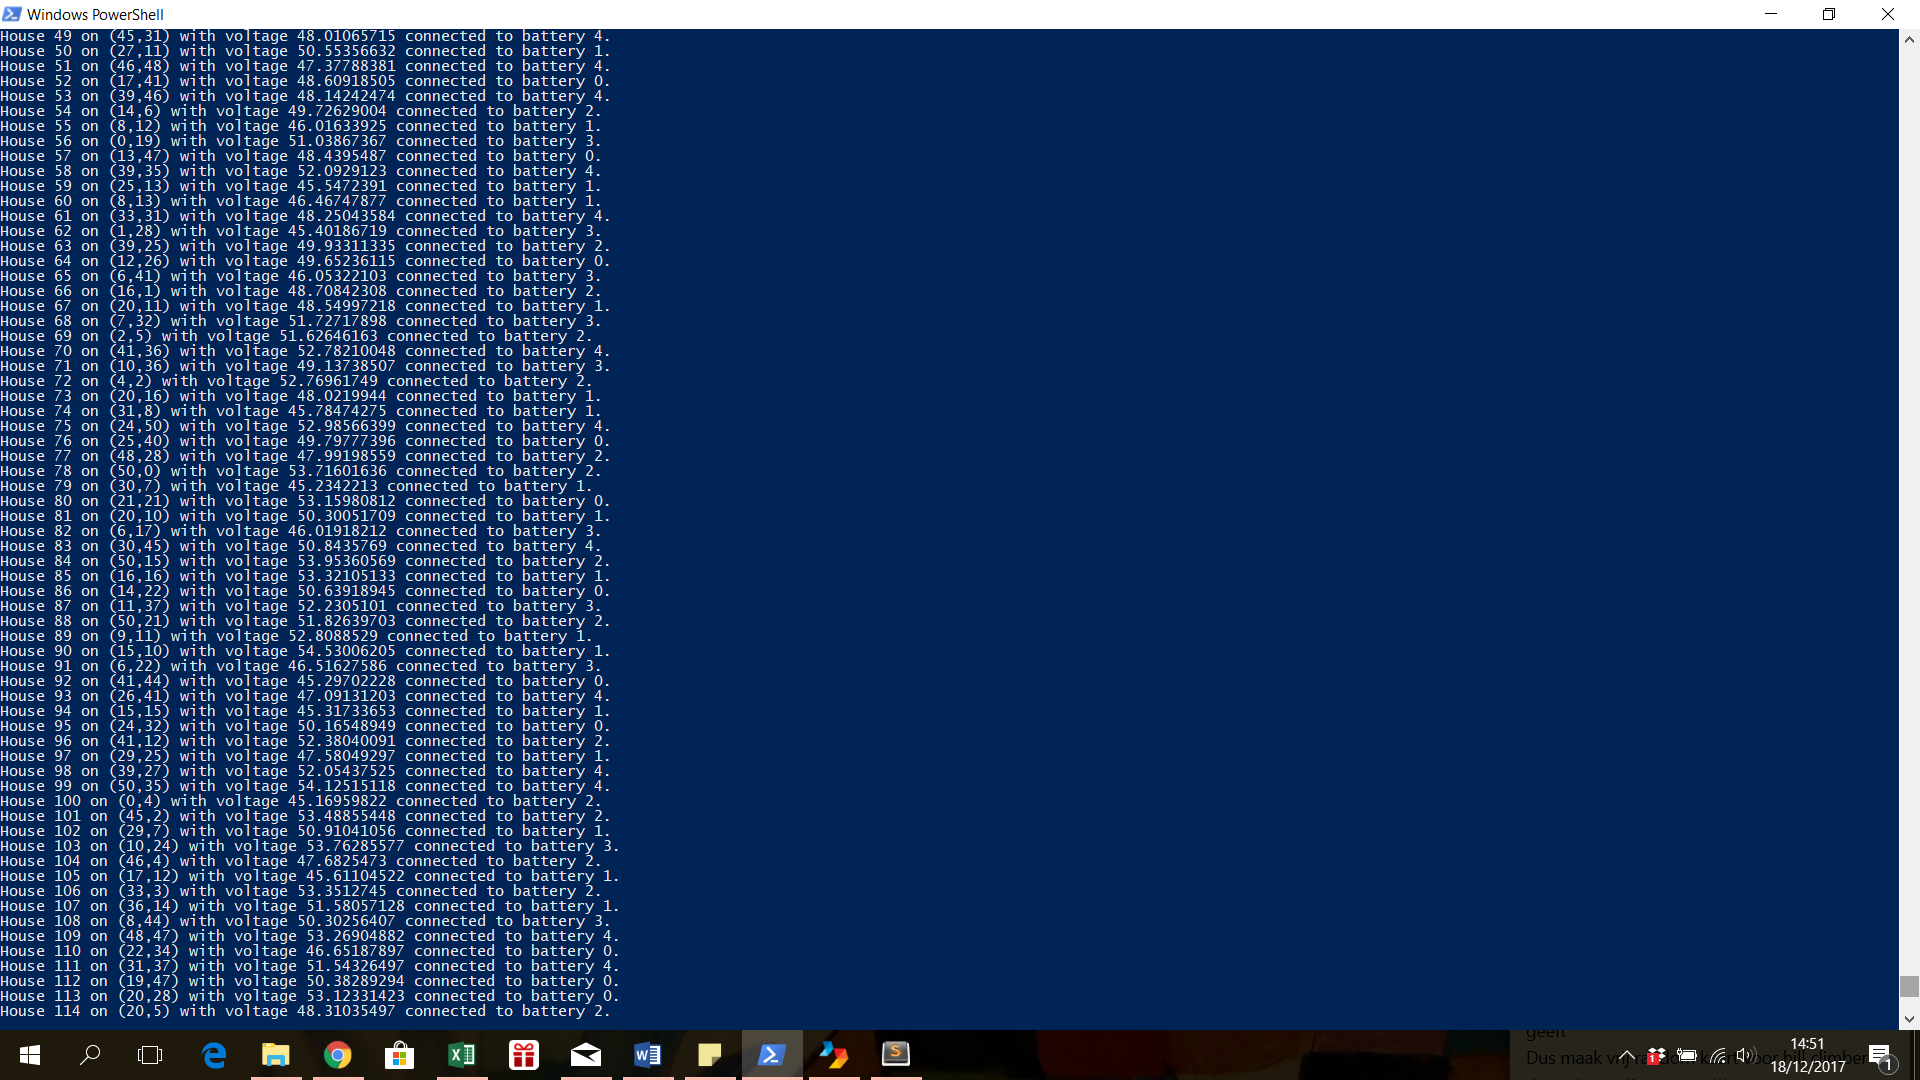 Windows PowerShell
House 49 on (45,31) with voltage 48.01065715 connected to battery 4.
House 50 on (27,11) with voltage 50.55356632 connected to battery 1.
House 51 on (46,48) with voltage 47.37788381 connected to battery 4.
House 52 on (17,41) with voltage 48.60918505 connected to battery 0.
House 53 on (39,46) with voltage 48.14242474 connected to battery 4.
House 54 on (14,6) with voltage 49.72629004 connected to battery 2.
House 55 on (8,12) with voltage 46.01633925 connected to battery 1.
House 56 on (0,19) with voltage 51.03867367 connected to battery 3.
House 57 on (13,47) with voltage 48.4395487 connected to battery 0.
House 58 on (39,35) with voltage 52.0929123 connected to battery 4.
House 59 on (25,13) with voltage 45.5472391 connected to battery 1.
House 60 on (8,13) with voltage 46.46747877 connected to battery 1.
House 61 on (33,31) with voltage 48.25043584 connected to battery 4.
House 62 on (1,28) with voltage 45.40186719 connected to battery 3.
House 63 on (39,25) with voltage 49.93311335 connected to battery 2.
House 64 on (12,26) with voltage 49.65236115 connected to battery 0.
House 65 on (6,41) with voltage 46.05322103 connected to battery 3.
House 66 on (16,1) with voltage 48.70842308 connected to battery 2.
House 67 on (20,11) with voltage 48.54997218 connected to battery 1.
House 68 on (7,32) with voltage 51.72717898 connected to battery 3.
House 69 on (2,5) with voltage 51.62646163 connected to battery 2.
House 70 on (41,36) with voltage 52.78210048 connected to battery 4.
House 71 on (10,36) with voltage 49.13738507 connected to battery 3.
House 72 on (4,2) with voltage 52.76961749 connected to battery 2.
House 73 on (20,16) with voltage 48.0219944 connected to battery 1.
House 74 on (31,8) with voltage 45.78474275 connected to battery 1.
House 75 on (24,50) with voltage 52.98566399 connected to battery 4.
House 76 on (25,40) with voltage 49.79777396 connected to battery 0.
House 77 on (48,28) with voltage 47.99198559 connected to battery 2.
House 78 on (50,0) with voltage 53.71601636 connected to battery 2.
House 79 on (30,7) with voltage 45.2342213 connected to battery 1.
House 80 on (21,21) with voltage 53.15980812 connected to battery 0.
House 81 on (20,10) with voltage 50.30051709 connected to battery 1.
House 82 on (6,17) with voltage 46.01918212 connected to battery 3.
House 83 on (30,45) with voltage 50.8435769 connected to battery 4.
House 84 on (50,15) with voltage 53.95360569 connected to battery 2.
House 85 on (16,16) with voltage 53.32105133 connected to battery 1.
House 86 on (14,22) with voltage 50.63918945 connected to battery 0.
House 87 on (11,37) with voltage 52.2305101 connected to battery 3.
House 88 on (50,21) with voltage 51.82639703 connected to battery 2.
House 89 on (9,11) with voltage 52.8088529 connected to battery 1.
House 90 on (15,10) with voltage 54.53006205 connected to battery 1.
House 91 on (6,22) with voltage 46.51627586 connected to battery 3.
House 92 on (41,44) with voltage 45.29702228 connected to battery 0.
House 93 on (26,41) with voltage 47.09131203 connected to battery 4.
House 94 on (15,15) with voltage 45.31733653 connected to battery 1.
House 95 on (24,32) with voltage 50.16548949 connected to battery 0.
House 96 on (41,12) with voltage 52.38040091 connected to battery 2.
House 97 on (29,25) with voltage 47.58049297 connected to battery 1.
House 98 on (39,27) with voltage 52.05437525 connected to battery 4.
House 99 on (50,35) with voltage 54.12515118 connected to battery 4.
House 100 on (0,4) with voltage 45.16959822 connected to battery 2.
House 101 on (45,2) with voltage 53.48855448 connected to battery 2.
House 102 on (29,7) with voltage 50.91041056 connected to battery 1.
House 103 on (10,24) with voltage 53.76285577 connected to battery 3.
House 104 on (46,4) with voltage 47.6825473 connected to battery 2.
House 105 on (17,12) with voltage 45.61104522 connected to battery 1.
House 106 on (33,3) with voltage 53.3512745 connected to battery 2.
House 107 on (36,14) with voltage 51.58057128 connected to battery 1.
House 108 on (8,44) with voltage 50.30256407 connected to battery 3.
House 109 on (48,47) with voltage 53.26904882 connected to battery 4.
House 110 on (22,34) with voltage 46.65187897 connected to battery 0.
House 111 on (31,37) with voltage 51.54326497 connected to battery 4.
House 112 on (19,47) with voltage 50.38289294 connected to battery 0.
House 113 on (20,28) with voltage 53.12331423 connected to battery 0.
House 114 on (20,5) with voltage 48.31035497 connected to battery 2.
geeft
Dus maak vrij hill climber
14:51
18/12/2017
1